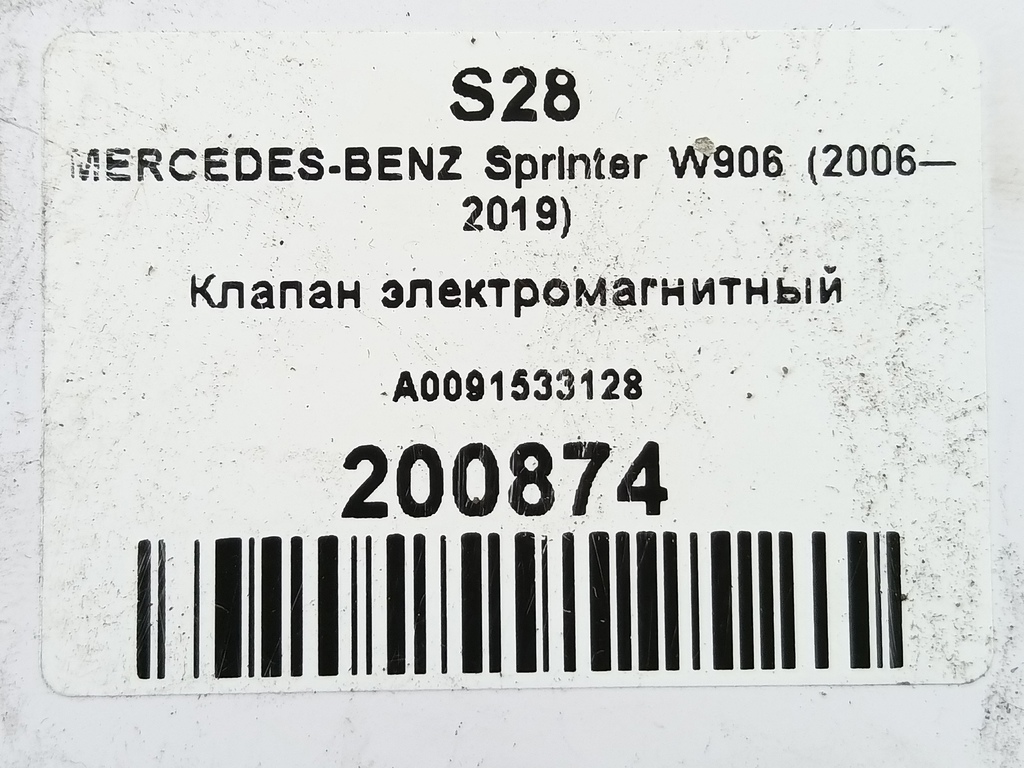 S28
MERCEDES-BENZ Sprinter W906 (2006—
2019)
Клапан электромагнитный
A0091533128
200874